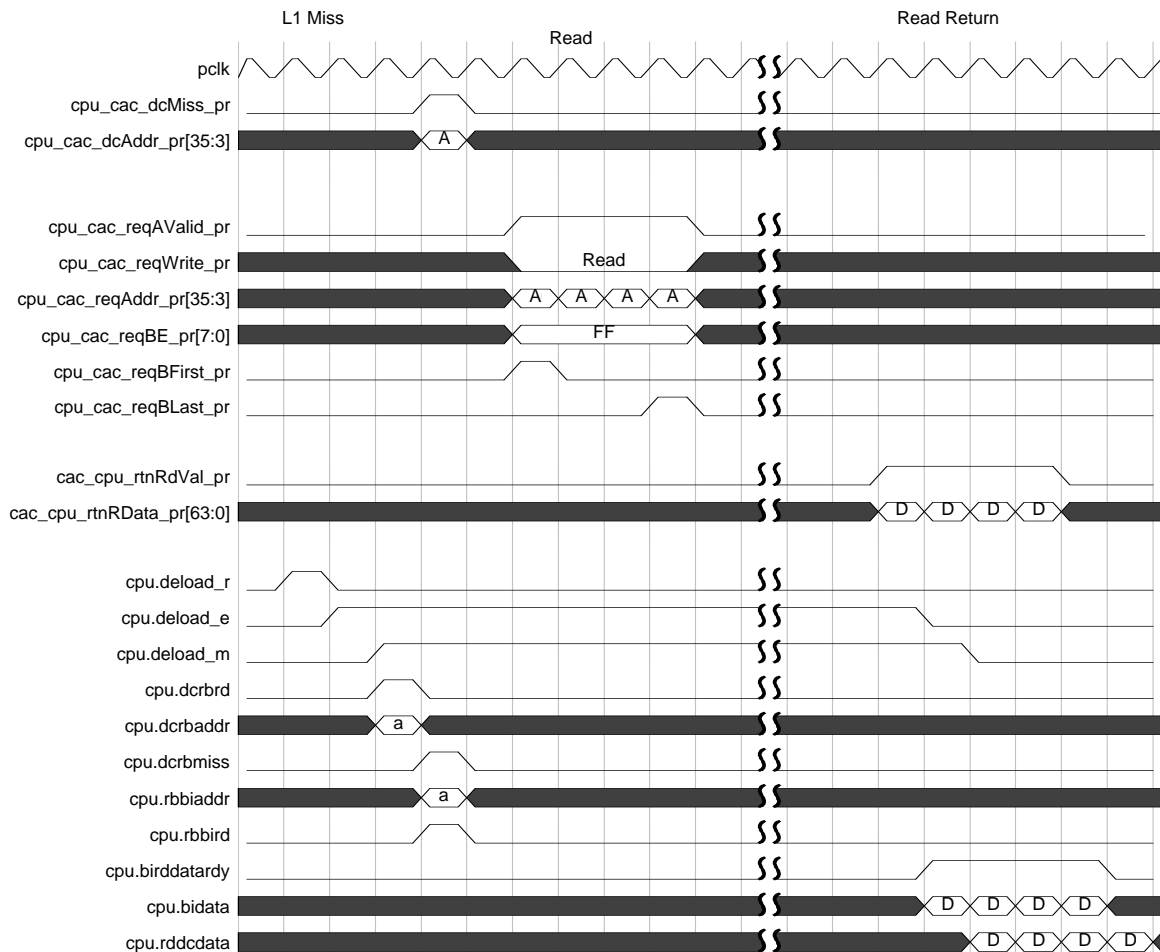 L1 Miss
Read Return
Read
pclk
cpu_cac_dcMiss_pr
cpu_cac_dcAddr_pr[35:3]
A
cpu_cac_reqAValid_pr
cpu_cac_reqWrite_pr
Read
cpu_cac_reqAddr_pr[35:3]
A A A A
cpu_cac_reqBE_pr[7:0]
FF
cpu_cac_reqBFirst_pr
cpu_cac_reqBLast_pr
cac_cpu_rtnRdVal_pr
cac_cpu_rtnRData_pr[63:0]
D D D D
cpu.deload_r
cpu.deload_e
cpu.deload_m
cpu.dcrbrd
cpu.dcrbaddr
a
cpu.dcrbmiss
cpu.rbbiaddr
a
cpu.rbbird
cpu.birddatardy
cpu.bidata
D D D D
cpu.rddcdata
D D D D